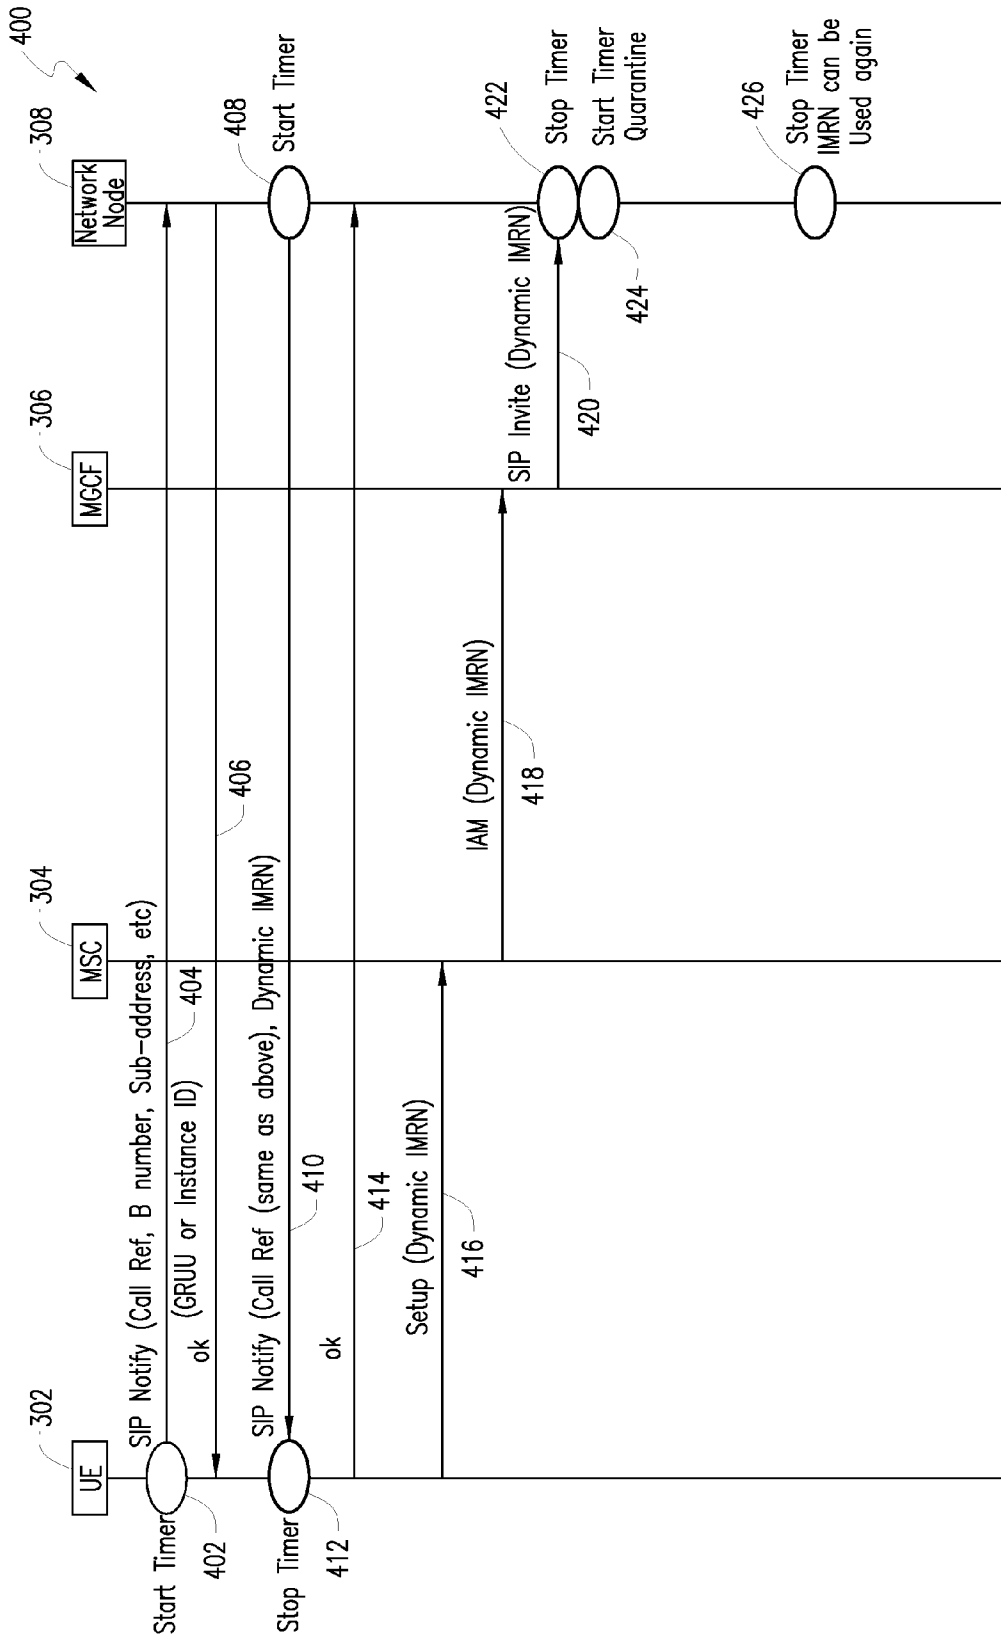 400
302
304
306
308
UE
MSC
MGCF
Network
Node
Start Timer
402
SIP Notify (Call Ref, B number, Sub-address, etc)
404
(GRUU or Instance ID)
ok
406
408
Start Timer
SIP Notify (Call Ref (same as above), Dynamic IMRN)
410
Stop Timer
412
ok
414
Setup (Dynamic IMRN)
416
IAM (Dynamic IMRN)
418
SIP Invite (Dynamic IMRN)
420
422
Stop Timer
Start Timer
Quarantine
424
426
Stop Timer
IMRN can be
Used again